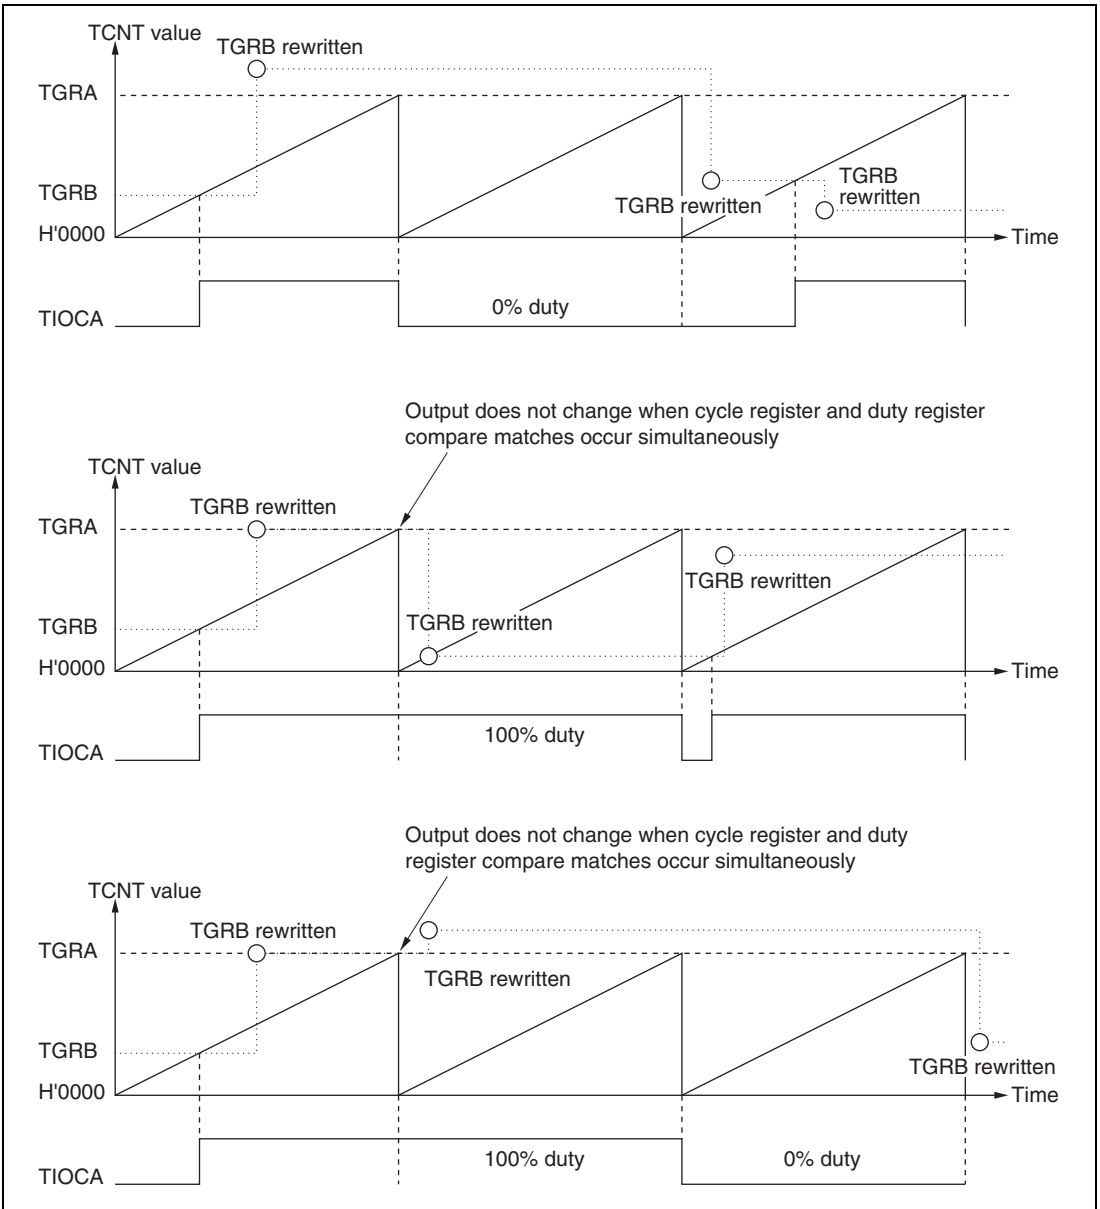 TCNT value
TGRB rewritten
TGRA
TGRB
rewritten
TGRB
TGRB rewritten
H'0000
Time
0% duty
TIOCA
Output does not change when cycle register and duty register
compare matches occur simultaneously
TCNT value
TGRB rewritten
TGRA
TGRB rewritten
TGRB
TGRB rewritten
H'0000
Time
100% duty
TIOCA
Output does not change when cycle register and duty
register compare matches occur simultaneously
TCNT value
TGRB rewritten
TGRA
TGRB rewritten
TGRB
TGRB rewritten
H'0000
Time
100% duty
0% duty
TIOCA